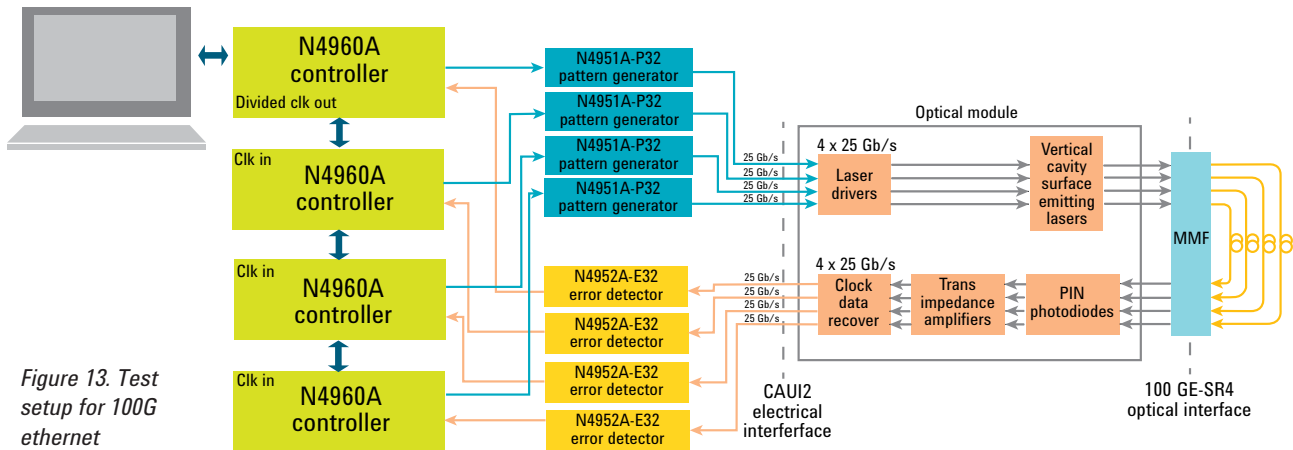 N4960A
controller
Divided clk out
Clk in
N4960A
controller
Clk in
N4960A
controller
Clk in
N4960A
controller
N4951A-P32
pattern generator
N4951A-P32
pattern generator
N4951A-P32
pattern generator
N4951A-P32
pattern generator
N4952A-E32
error detector
N4952A-E32
error detector
N4952A-E32
error detector
N4952A-E32
error detector
25 Gb/s
25 Gb/s
25 Gb/s
25 Gb/s
25 Gb/s
25 Gb/s
25 Gb/s
25 Gb/s
Optical module
4 x 25 Gb/s
Laser
drivers
Vertical
cavity
surface
emitting
lasers
4 x 25 Gb/s
Clock
data
recover
Trans
impedance
amplifiers
PIN
photodiodes
MMF
CAUI2
electrical
interferface
100 GE-SR4
optical interface
Figure 13. Test
setup for 100G
ethernet